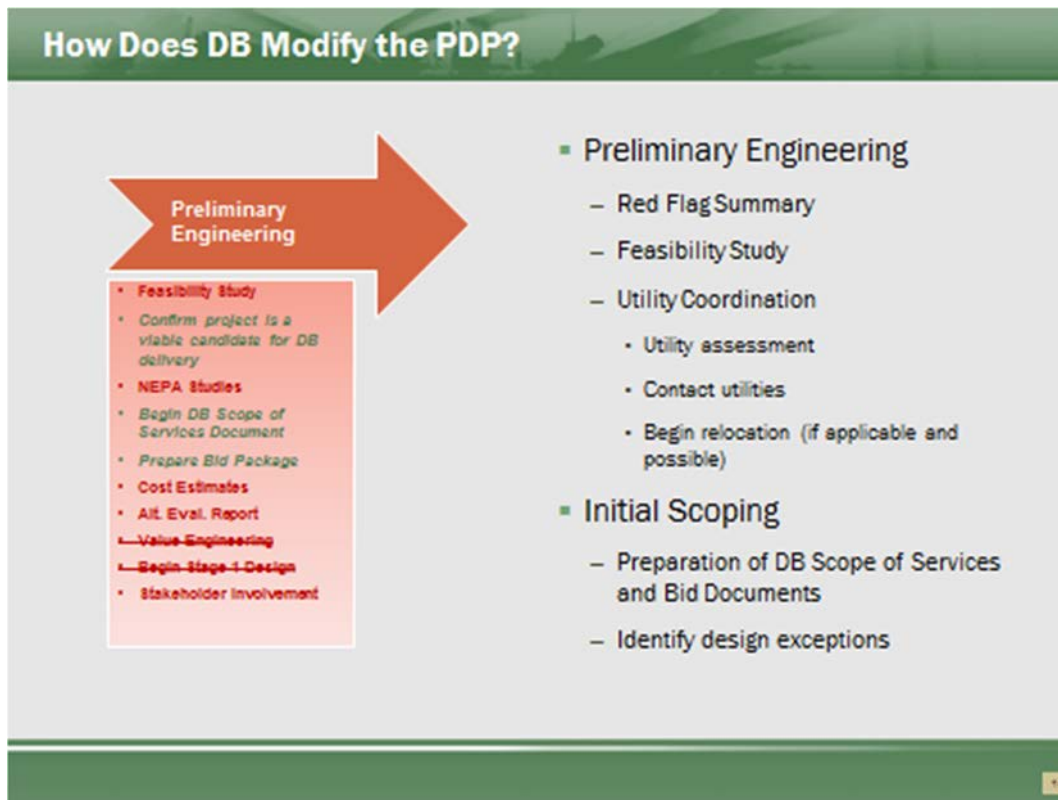 How Does DB Modify the PDP?
Preliminary
Engineering
• Feasibility Study
• Confirm project is a
viable candidate for DB
delivery
• NEPA Studies
• Begin DB Scope of
Services Document
• Prepare Bid Package
• Cost Estimates
• Alt. Eval. Report
• Value Engineering
• Begin Stage 1 Design
• Stakeholder Involvement
▪ Preliminary Engineering
– Red Flag Summary
– Feasibility Study
– Utility Coordination
• Utility assessment
• Contact utilities
• Begin relocation (if applicable and
possible)
▪ Initial Scoping
– Preparation of DB Scope of Services
and Bid Documents
– Identify design exceptions